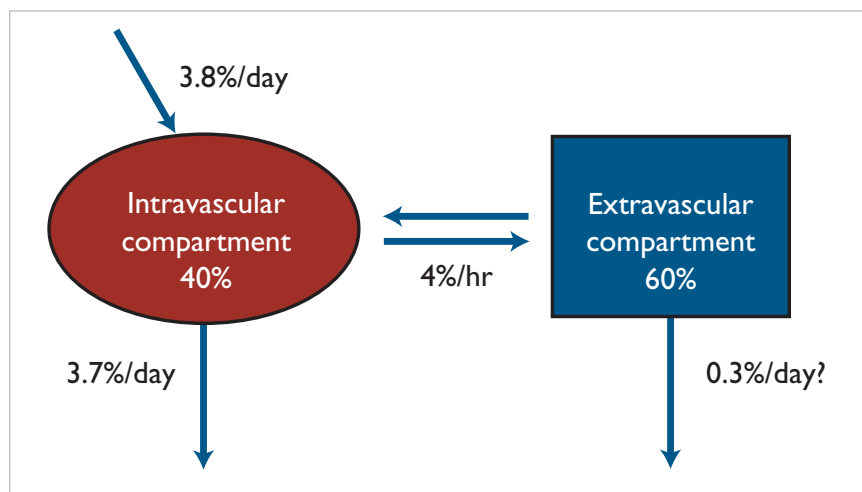 3.8%/day
Intravascular
compartment
40%
4%/hr
Extravascular
compartment
60%
3.7%/day
0.3%/day?